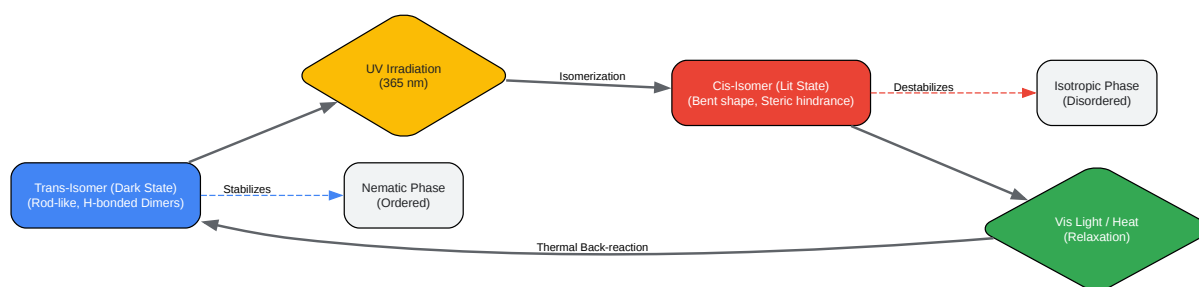 UV Irradiation
(365 nm)
Isomerization
Cis-Isomer (Lit State)
(Bent shape, Steric hindrance)
Destabilizes
Isotropic Phase
(Disordered)
Trans-Isomer (Dark State)
(Rod-like, H-bonded Dimers)
Stabilizes
Nematic Phase
(Ordered)
Vis Light / Heat
(Relaxation)
Thermal Back-reaction